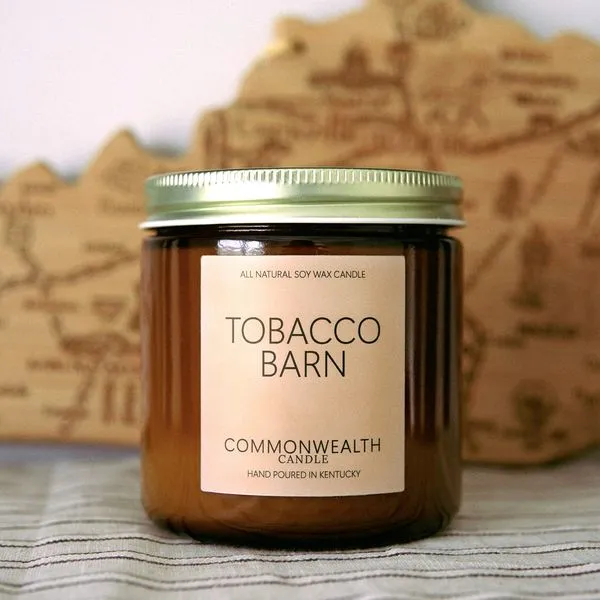 ALL NATURAL SOY WAX CANDLE
TOBACCO
BARN
COMMONWEALTH
CANDLE
HAND POURED IN KENTUCKY